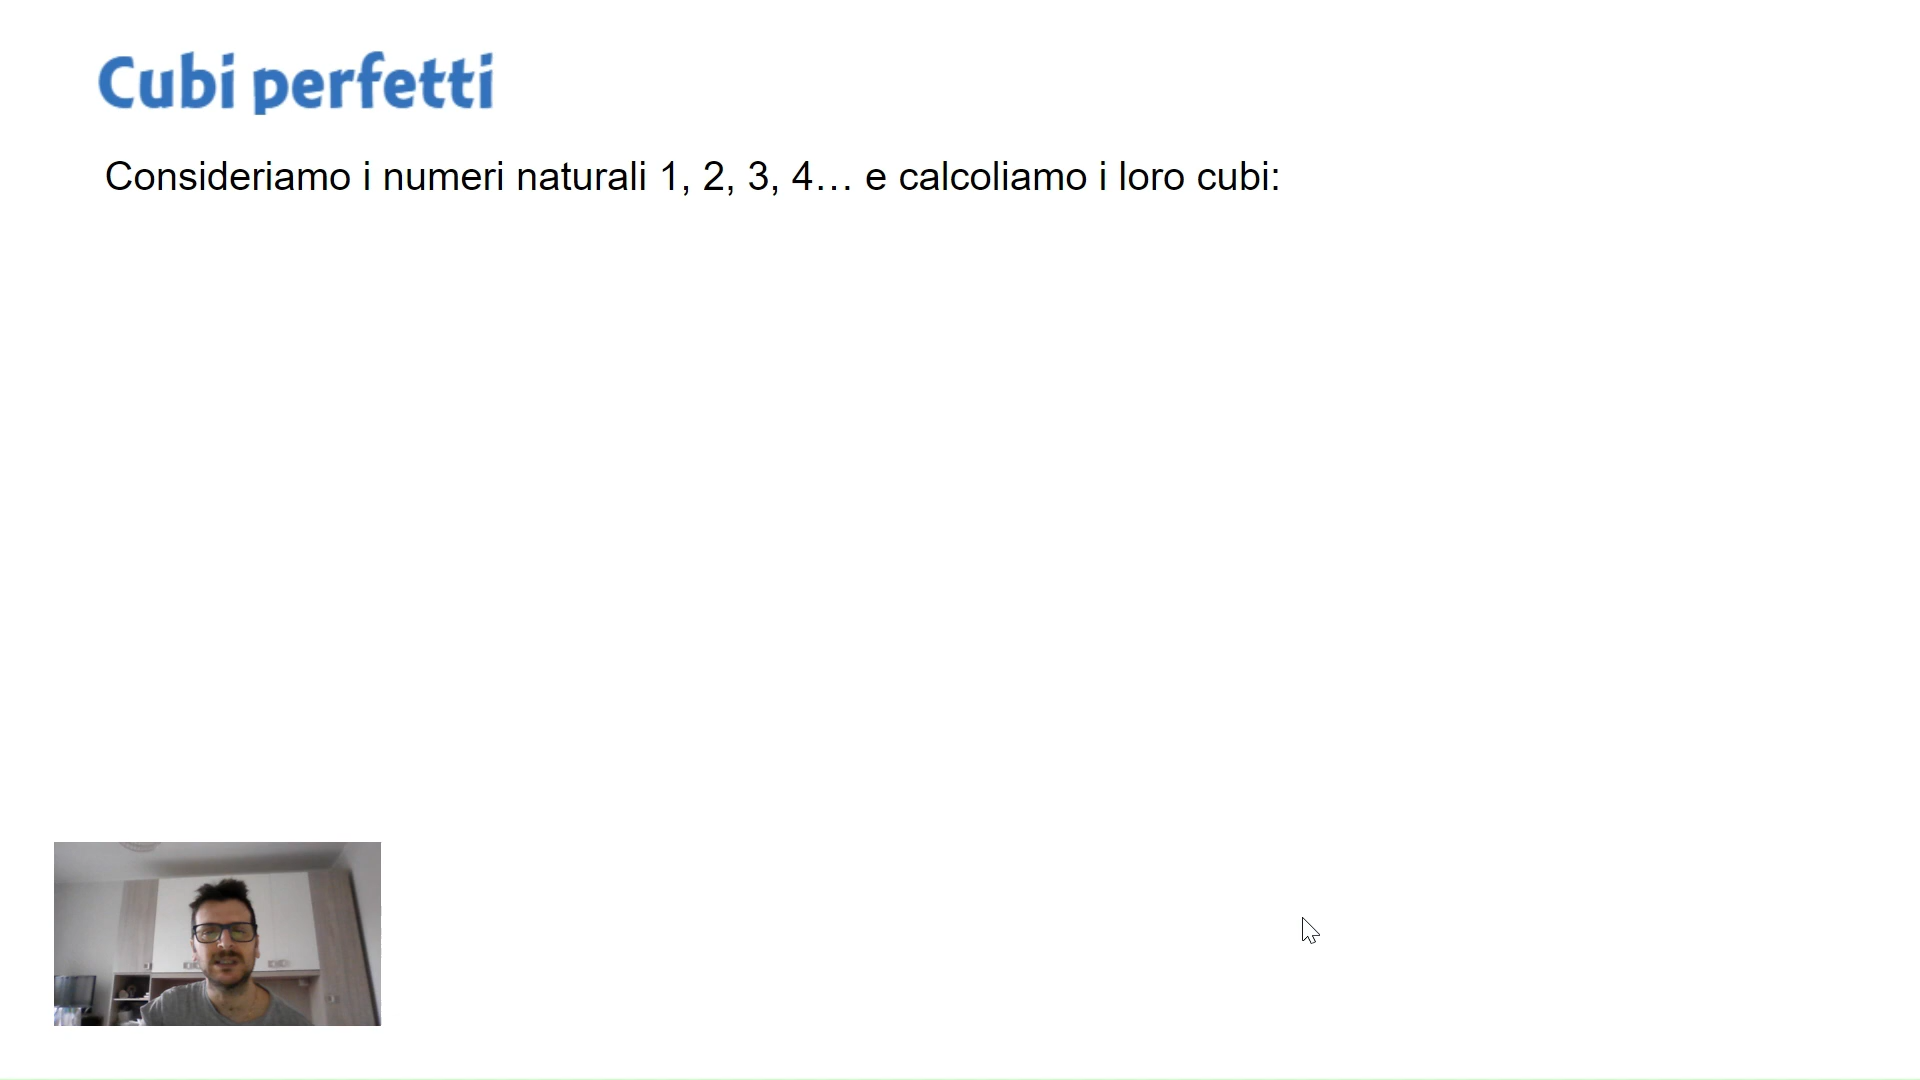 Cubi perfetti
Consideriamo i numeri naturali 1, 2, 3, 4… e calcoliamo i loro cubi: